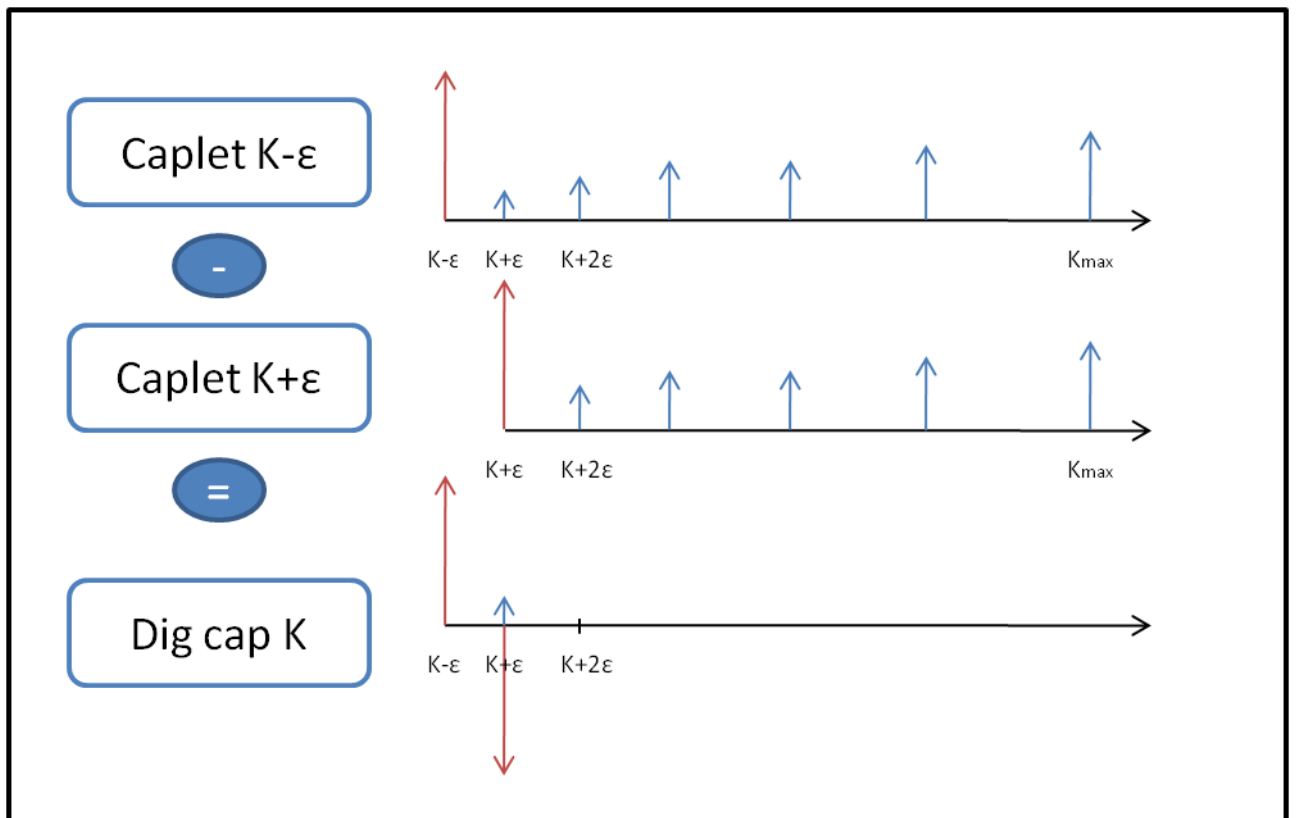 Caplet K-ε
K-ε K+ε K+2ε Kmax
-
Caplet K+ε
K+ε K+2ε Kmax
=
Dig cap K
K-ε K+ε K+2ε